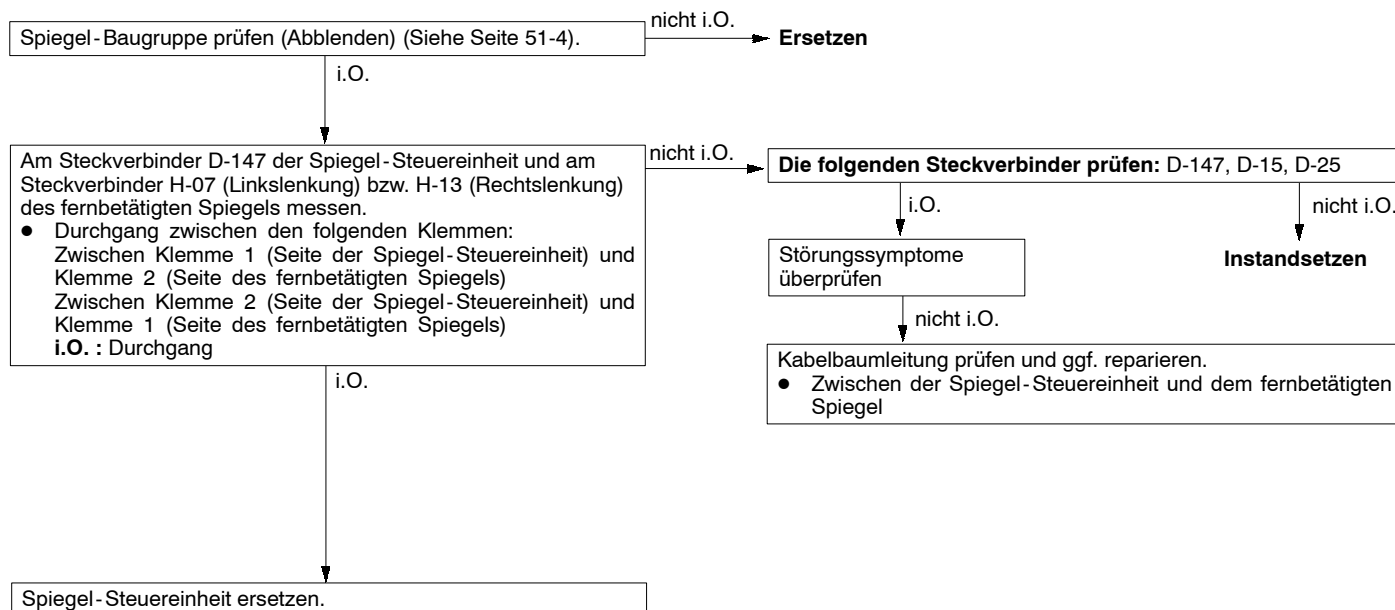 Spiegel-Baugruppe prüfen (Abblenden) (Siehe Seite 51-4).
nicht i.O.
Ersetzen
i.O.
Am Steckverbinder D-147 der Spiegel-Steuereinheit und am
Steckverbinder H-07 (Linkslenkung) bzw. H-13 (Rechtslenkung)
des fernbetätigten Spiegels messen.
● Durchgang zwischen den folgenden Klemmen:
Zwischen Klemme 1 (Seite der Spiegel-Steuereinheit) und
Klemme 2 (Seite des fernbetätigten Spiegels)
Zwischen Klemme 2 (Seite der Spiegel-Steuereinheit) und
Klemme 1 (Seite des fernbetätigten Spiegels)
i.O. : Durchgang
nicht i.O.
Die folgenden Steckverbinder prüfen: D-147, D-15, D-25
i.O.
nicht i.O.
Störungssymptome
überprüfen
Instandsetzen
nicht i.O.
Kabelbaumleitung prüfen und ggf. reparieren.
● Zwischen der Spiegel-Steuereinheit und dem fernbetätigten
Spiegel
i.O.
Spiegel-Steuereinheit ersetzen.